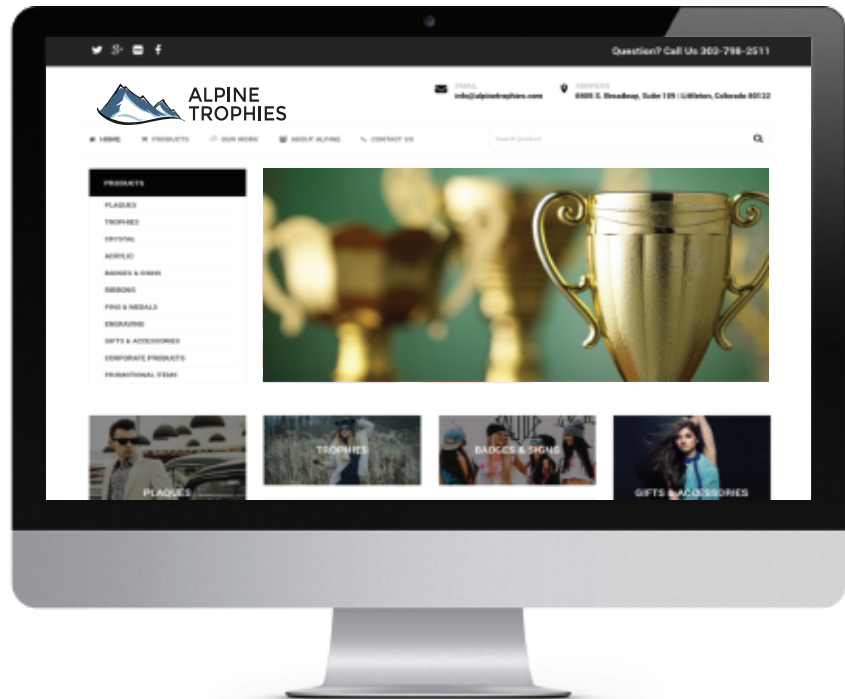 Question? Call Us 303-798-2511
ALPINE
TROPHIES
EMAIL
info@alpinetrophies.com
ADDRESS
6905 S. Broadway, Suite 109 | Littleton, Colorado 80122
HOME
PRODUCTS
OUR WORK
ABOUT ALPINE
CONTACT US
Search product...
PRODUCTS
PLAQUES
TROPHIES
CRYSTAL
ACRYLIC
BADGES & SIGNS
RIBBONS
PINS & MEDALS
ENGRAVING
GIFTS & ACCESSORIES
CORPORATE PRODUCTS
PROMOTIONAL ITEMS
PLAQUES
TROPHIES
BADGES & SIGNS
GIFTS & ACCESSORIES